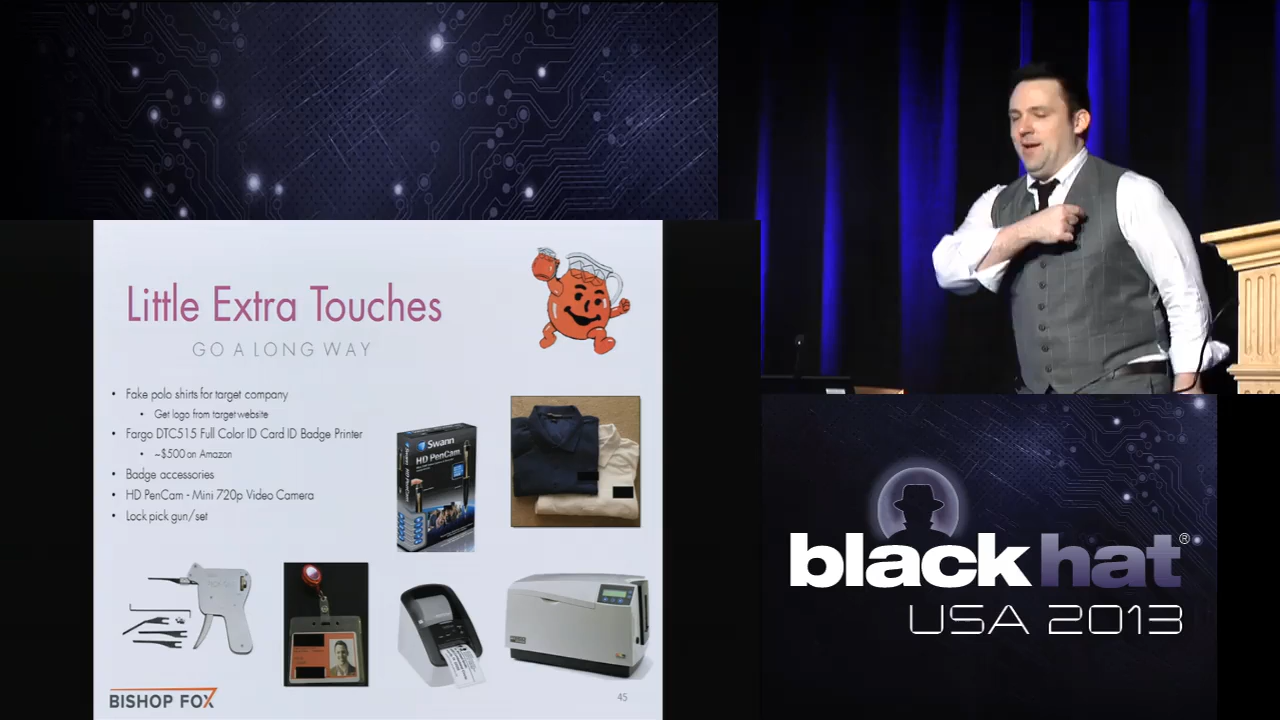 Little Extra Touches
GO A LONG WAY
• Fake polo shirts for target company
• Get logo from target website
• Fargo DTC515 Full Color ID Card ID Badge Printer
• ~$500 on Amazon
• Badge accessories
• HD PenCam - Mini 720p Video Camera
• Lock pick gun/set
Swann
HD PenCam
BISHOP FOX
45
black hat®
USA 2013